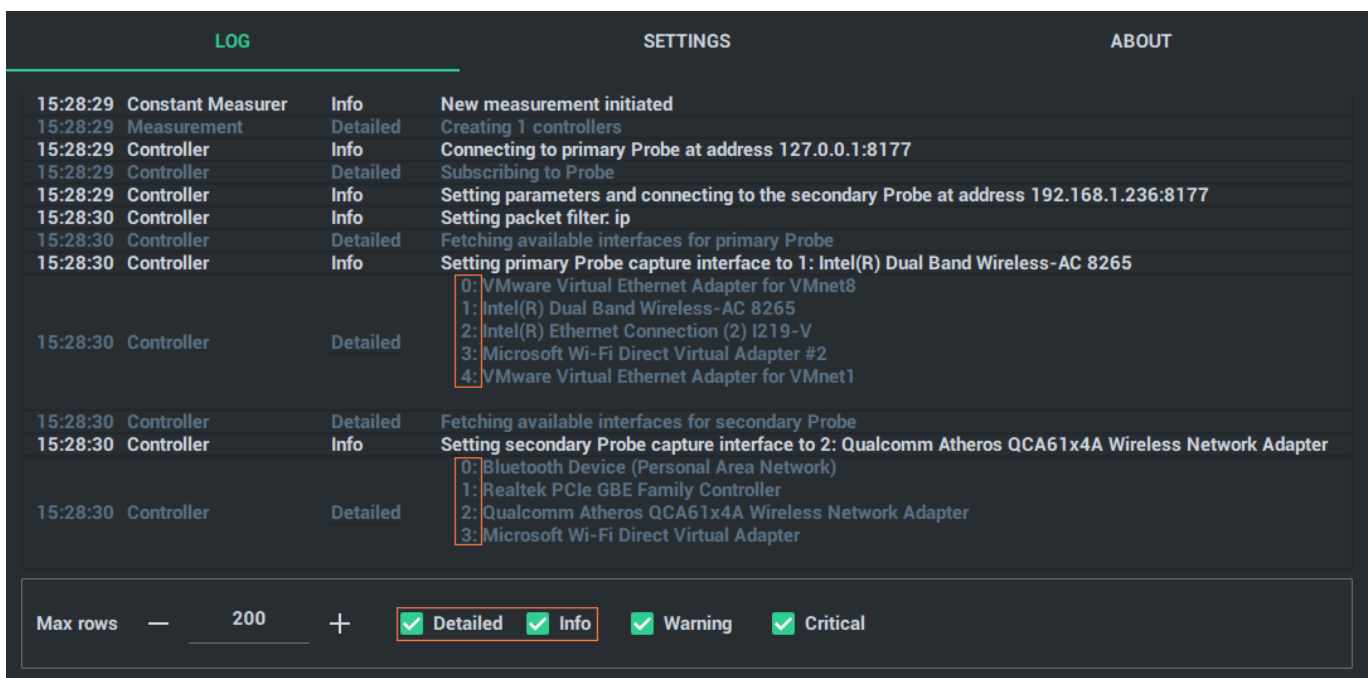 LOG SETTINGS ABOUT
15:28:29 Constant Measurer Info New measurement initiated
15:28:29 Measurement Detailed Creating 1 controllers
15:28:29 Controller Info Connecting to primary Probe at address 127.0.0.1:8177
15:28:29 Controller Detailed Subscribing to Probe
15:28:29 Controller Info Setting parameters and connecting to the secondary Probe at address 192.168.1.236:8177
15:28:30 Controller Info Setting packet filter: ip
15:28:30 Controller Detailed Fetching available interfaces for primary Probe
15:28:30 Controller Info Setting primary Probe capture interface to 1: Intel(R) Dual Band Wireless-AC 8265
0: VMware Virtual Ethernet Adapter for VMnet8
1: Intel(R) Dual Band Wireless-AC 8265
2: Intel(R) Ethernet Connection (2) I219-V
15:28:30 Controller Detailed
3: Microsoft Wi-Fi Direct Virtual Adapter #2
4: VMware Virtual Ethernet Adapter for VMnet1
15:28:30 Controller Detailed Fetching available interfaces for secondary Probe
15:28:30 Controller Info Setting secondary Probe capture interface to 2: Qualcomm Atheros QCA61x4A Wireless Network Adapter
0: Bluetooth Device (Personal Area Network)
1: Realtek PCIe GBE Family Controller
15:28:30 Controller Detailed 2: Qualcomm Atheros QCA61x4A Wireless Network Adapter
3: Microsoft Wi-Fi Direct Virtual Adapter
Max rows — 200 + Detailed Info Warning Critical